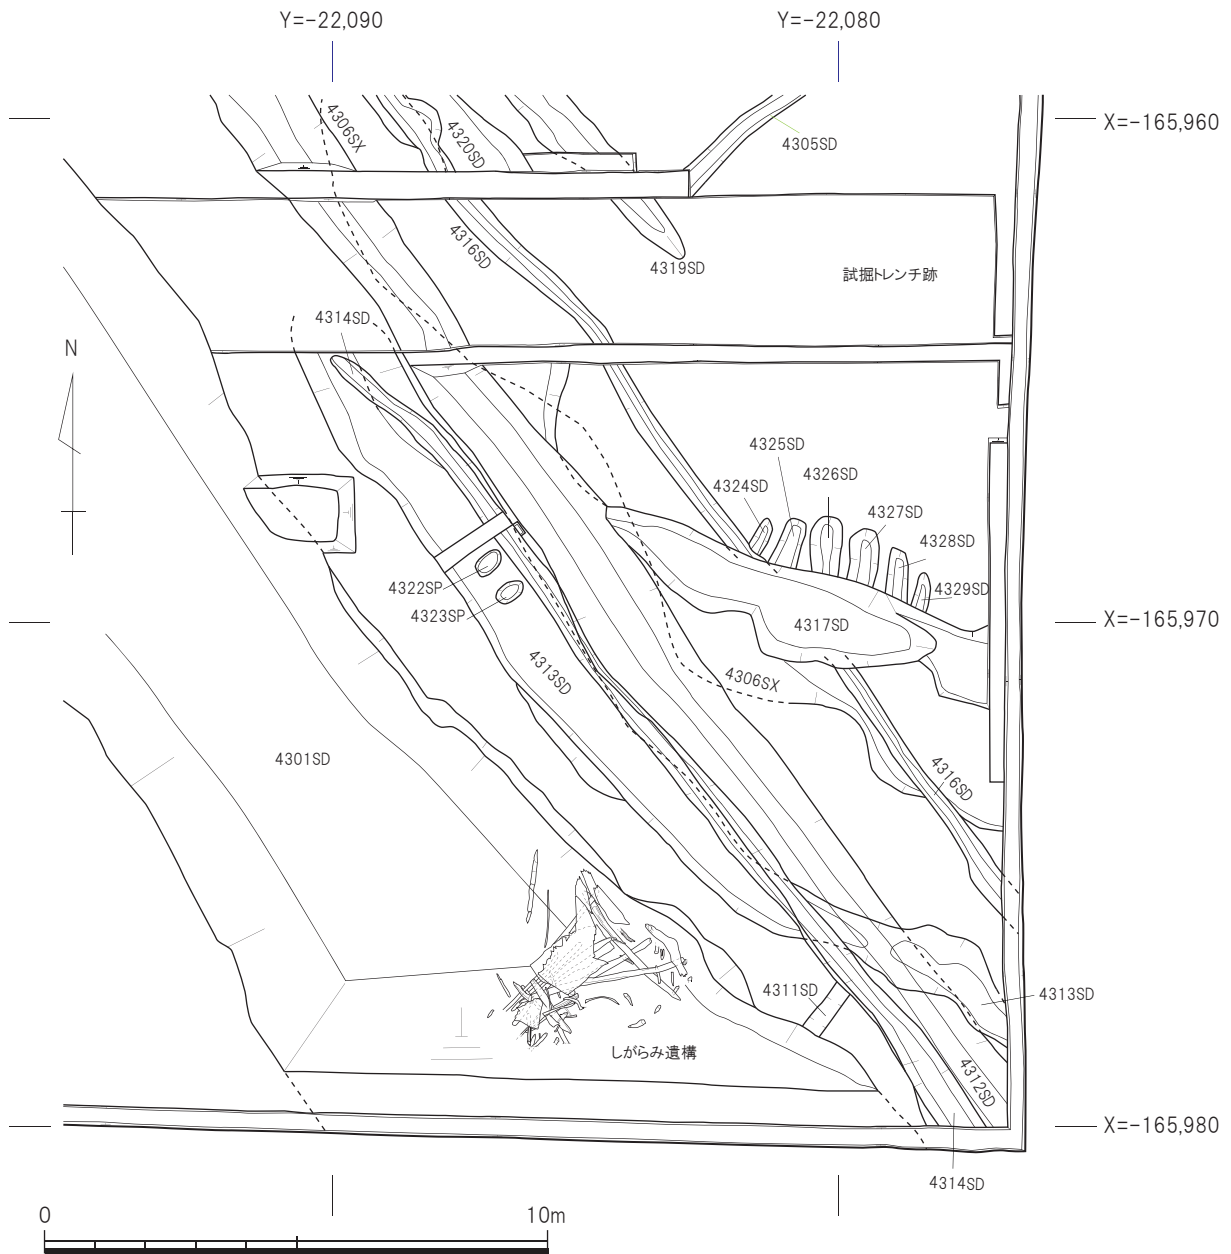 Y=-22,090
Y=-22,080
X=-165,960
4306SX
4320SD
4305SD
4316SD
4319SD
試掘トレンチ跡
4314SD
N
4325SD
4326SD
4324SD
4327SD
4328SD
4329SD
4322SP
4323SP
4317SD
X=-165,970
4313SD
4306SX
4301SD
4316SD
4311SD
4313SD
しがらみ遺構
4312SD
X=-165,980
4314SD
0
10m